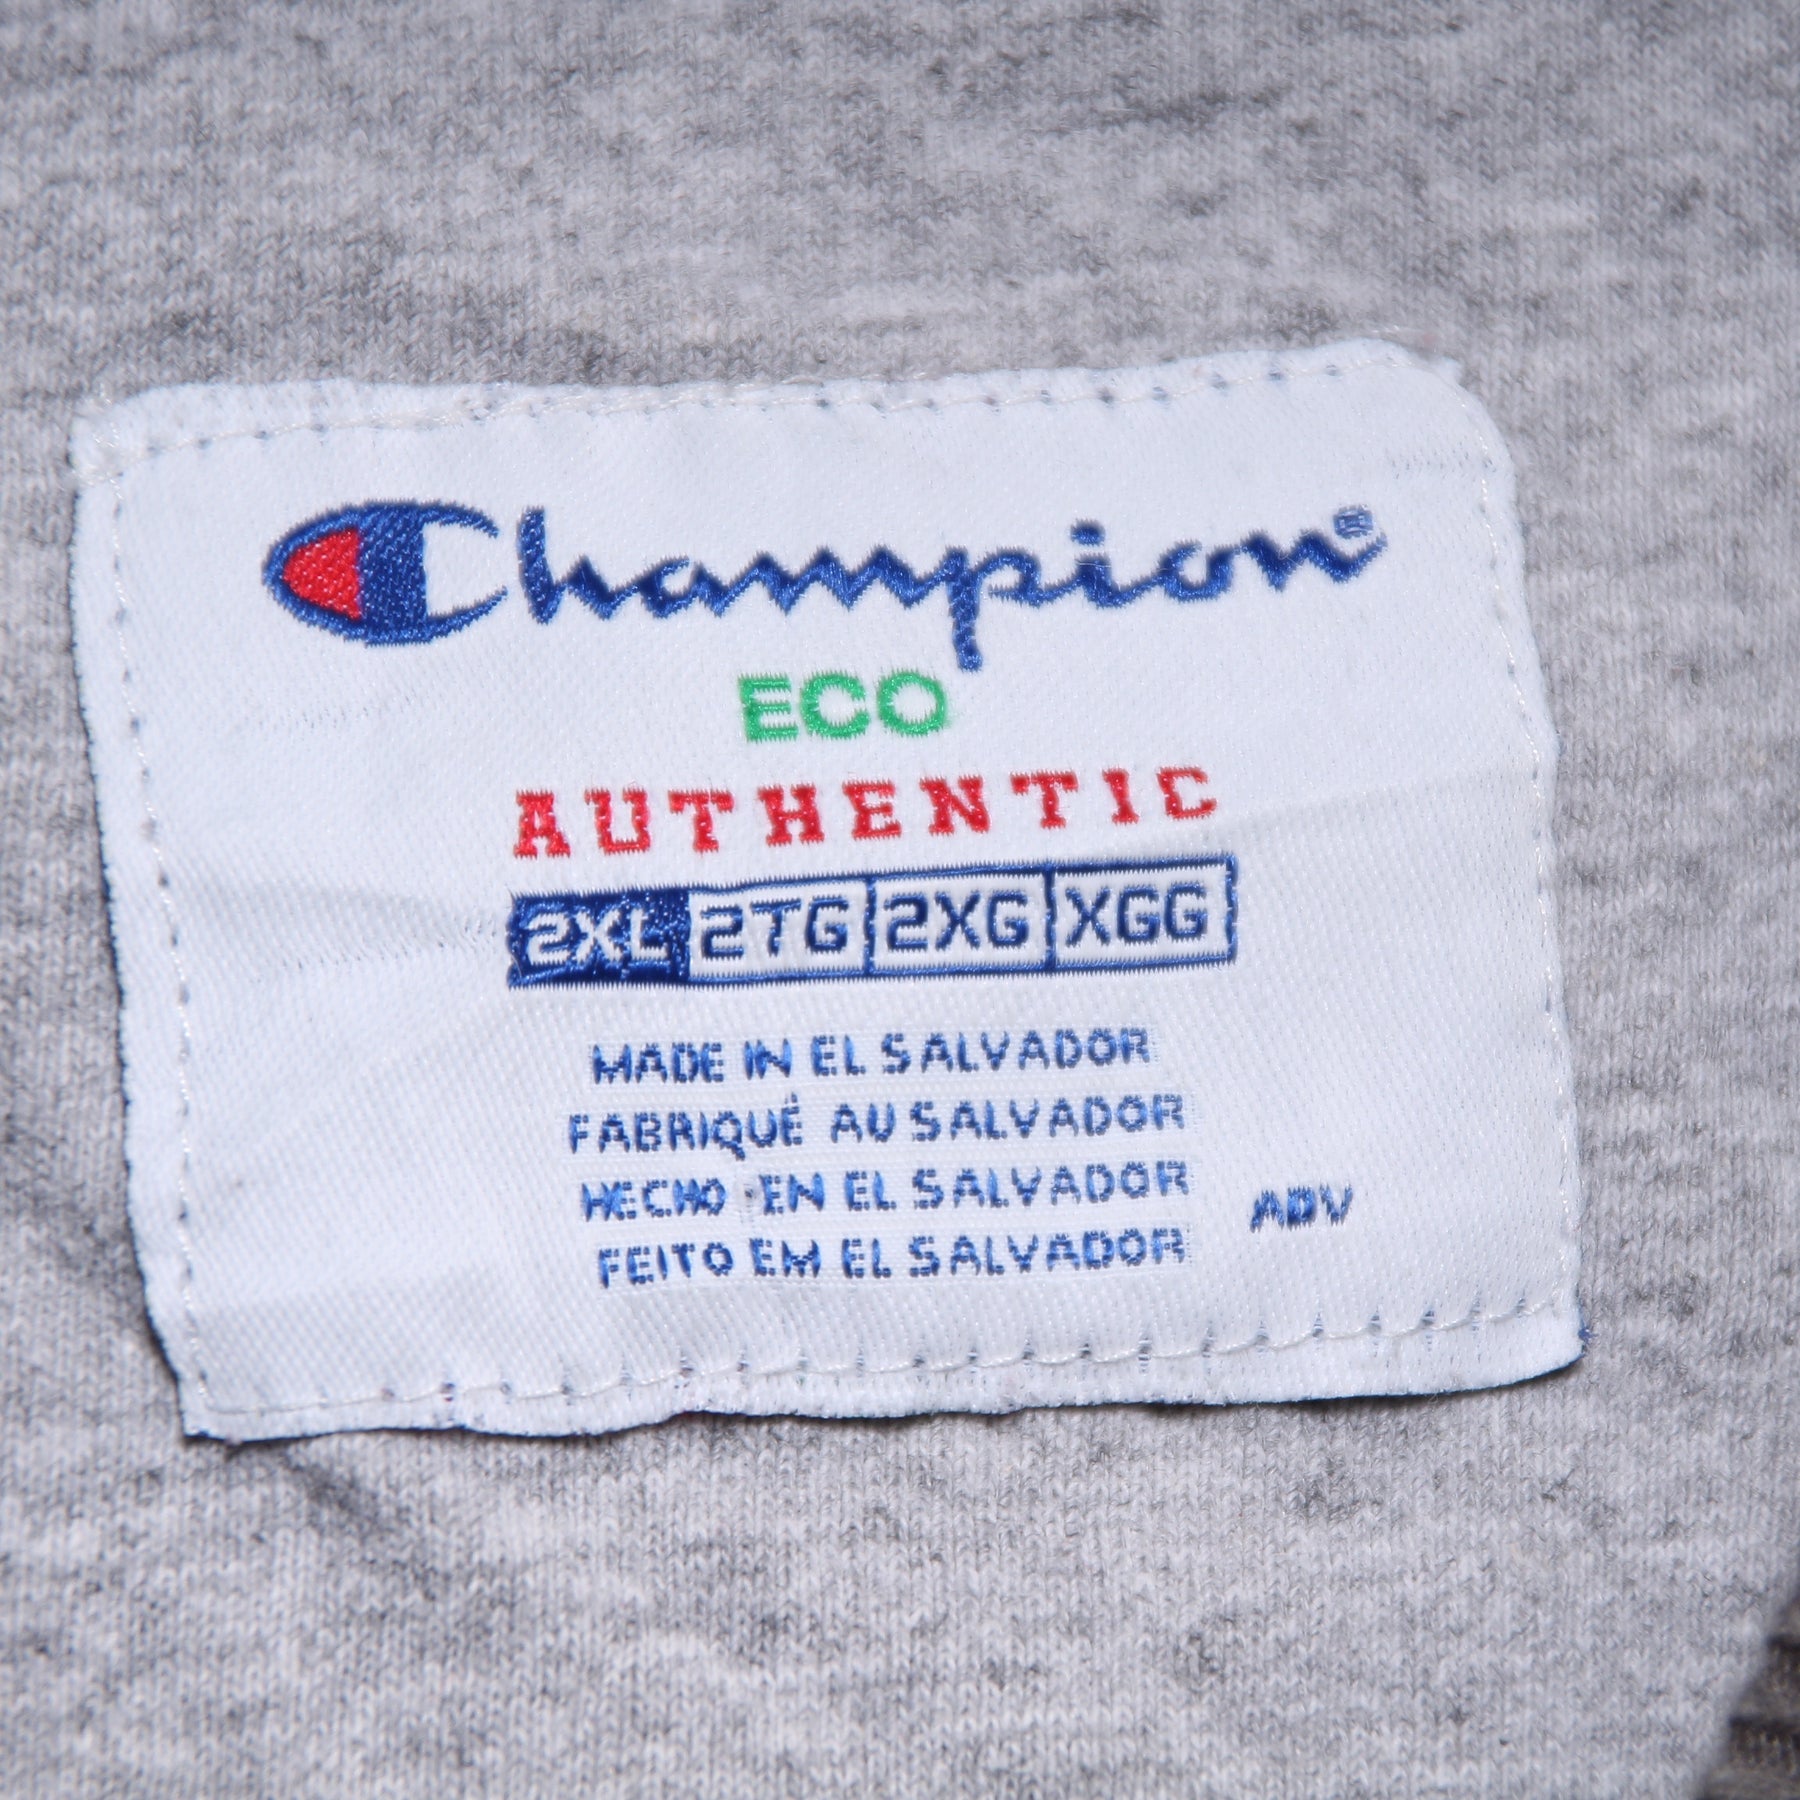 Champion®
ECO
AUTHENTIC
2XL 2TG 2XG XGG
MADE IN EL SALVADOR
FABRIQUÉ AU SALVADOR
HECHO EN EL SALVADOR
FEITO EM EL SALVADOR
ADV